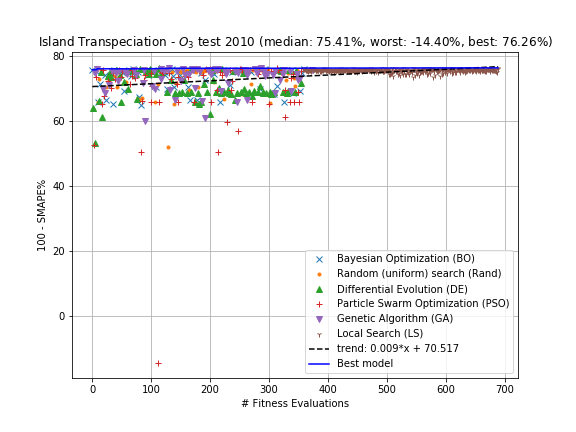 Island Transpeciation - O3 test 2010 (median: 75.41%, worst: -14.40%, best: 76.26%)
80
60
40
20
0
100 - SMAPE%
Bayesian Optimization (BO)
Random (uniform) search (Rand)
Differential Evolution (DE)
Particle Swarm Optimization (PSO)
Genetic Algorithm (GA)
Local Search (LS)
trend: 0.009*x + 70.517
Best model
0 100 200 300 400 500 600 700
# Fitness Evaluations